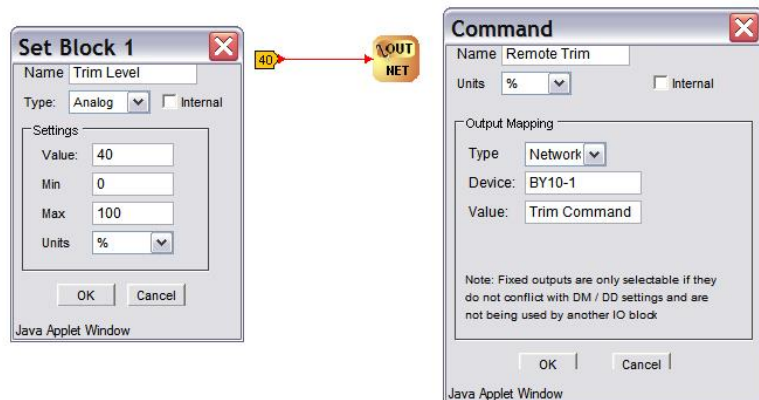 Set Block 1
Name Trim Level
Type: Analog Internal
Settings
Value: 40
Min 0
Max 100
Units %
OK Cancel
Java Applet Window
40
OUT
NET
Command
Name Remote Trim
Units % Internal
Output Mapping
Type Network
Device: BY10-1
Value: Trim Command
Note: Fixed outputs are only selectable if they
do not conflict with DM / DD settings and are
not being used by another IO block
OK Cancel
Java Applet Window